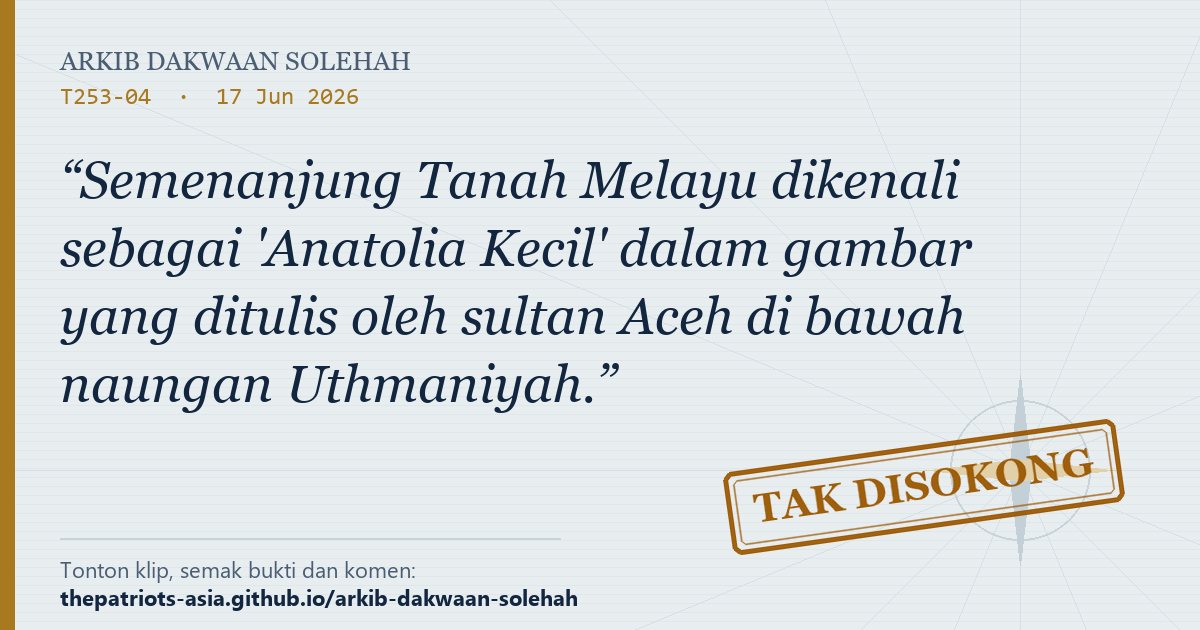 ARKIB DAKWAAN SOLEHAH
T253-04 · 17 Jun 2026
“Semenanjung Tanah Melayu dikenali
sebagai 'Anatolia Kecil' dalam gambar
yang ditulis oleh sultan Aceh di bawah
naungan Uthmaniyah.”
TAK DISOKONG
Tonton klip, semak bukti dan komen:
thepatriots-asia.github.io/arkib-dakwaan-solehah